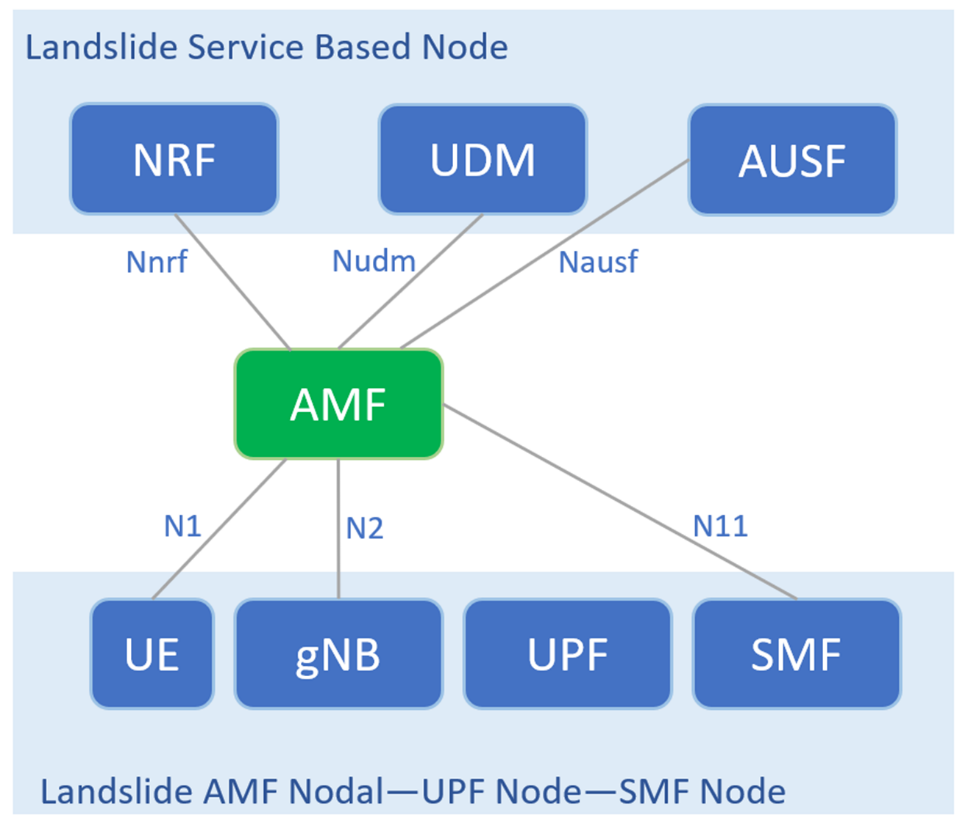 Landslide Service Based Node
NRF
UDM
AUSF
Nnrf
Nudm
Nausf
AMF
N1
N2
N11
UE
gNB
UPF
SMF
Landslide AMF Nodal—UPF Node—SMF Node